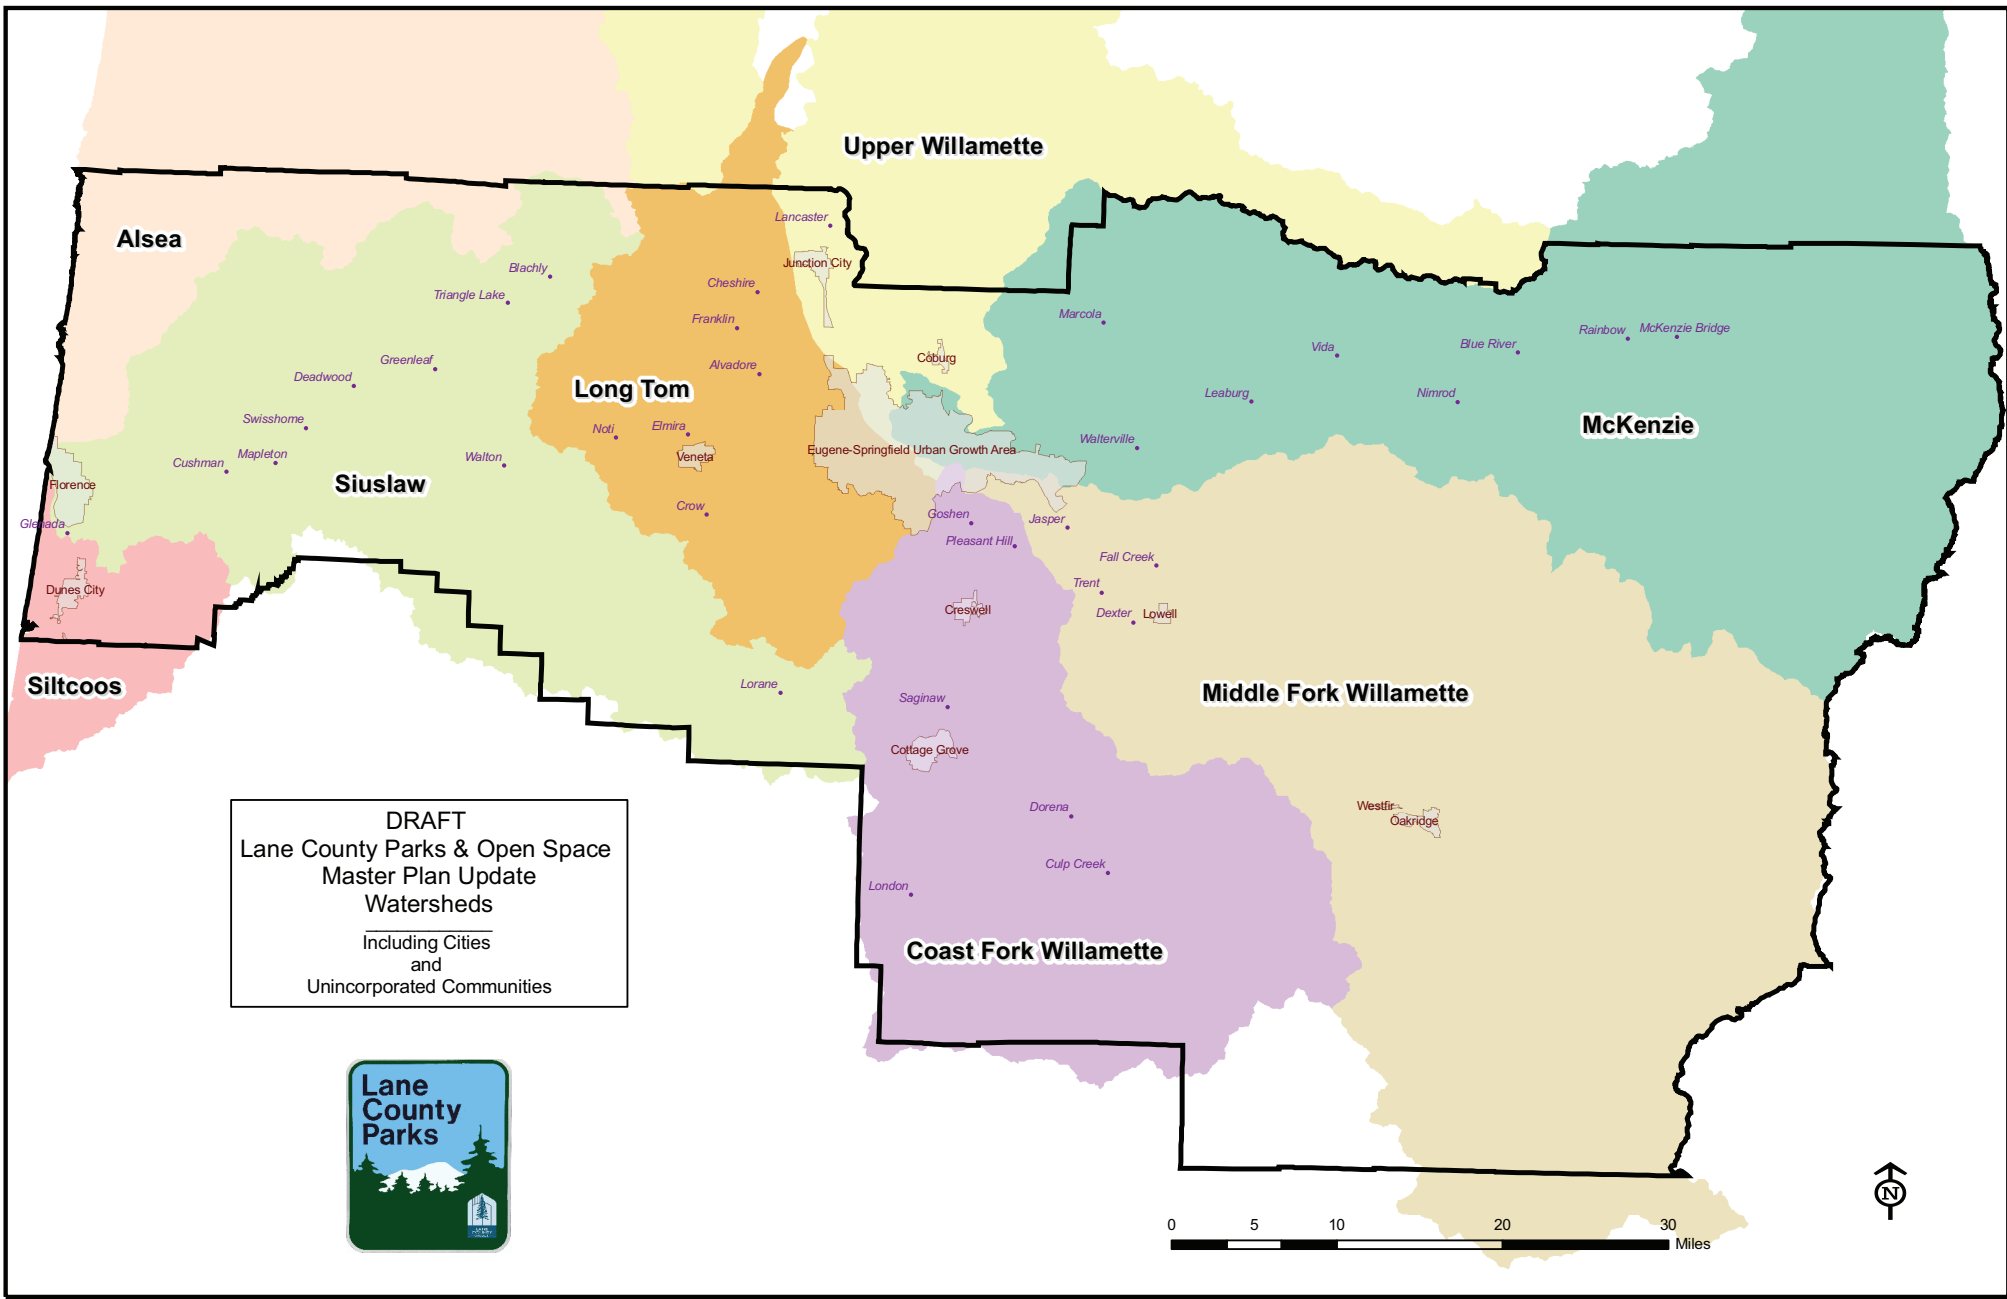 Upper Willamette
Alsea
Lancaster
Junction City
Blachly
Triangle Lake
Cheshire
Franklin
Marcola
Rainbow
McKenzie Bridge
Blue River
Vida
Coburg
Greenleaf
Deadwood
Alvadore
Long Tom
Leaburg
Nimrod
McKenzie
Swisshome
Noti
Elmira
Walterville
Eugene-Springfield Urban Growth Area
Cushman
Mapleton
Walton
Veneta
Siuslaw
Florence
Crow
Goshen
Jasper
Glenada
Pleasant Hill
Fall Creek
Trent
Dunes City
Creswell
Dexter
Lowell
Siltcoos
Lorane
Saginaw
Middle Fork Willamette
Cottage Grove
Dorena
Westfir
Oakridge
Culp Creek
London
Coast Fork Willamette
DRAFT
Lane County Parks & Open Space
Master Plan Update
Watersheds
Including Cities
and
Unincorporated Communities
Lane
County
Parks
N
0 5 10 20 30
Miles